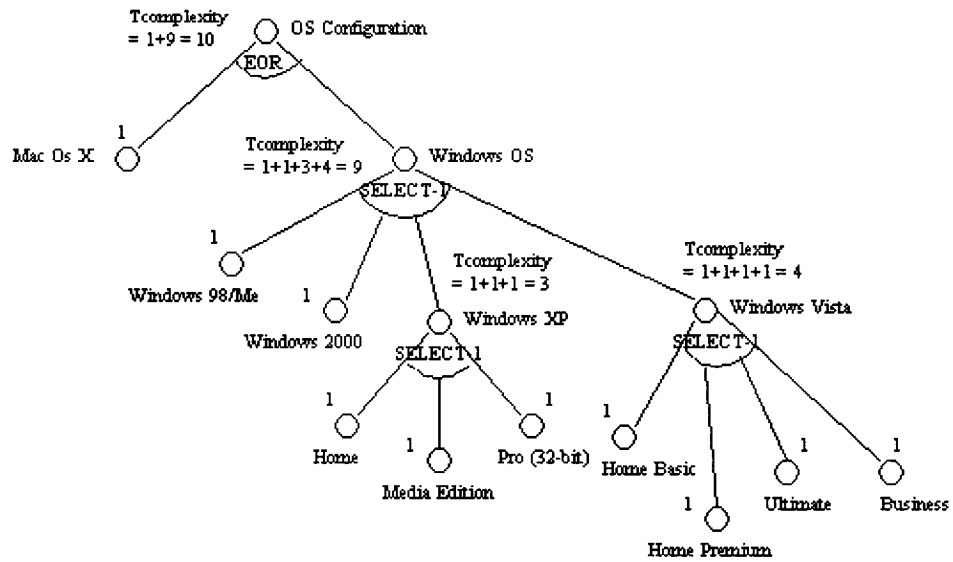 Tcomplexity
= 1+9 = 10
OS Configuration
EOR
1
Mac Os X
Tcomplexity
= 1+1+3+4 = 9
Windows OS
SELECT-1
1
Windows 98/Me
1
Windows 2000
Tcomplexity
= 1+1+1 = 3
Windows XP
SELECT-1
Tcomplexity
= 1+1+1+1 = 4
Windows Vista
SELECT-1
1
Home
1
Media Edition
1
Pro (32-bit)
1
Home Basic
1
Home Premium
1
Ultimate
1
Business